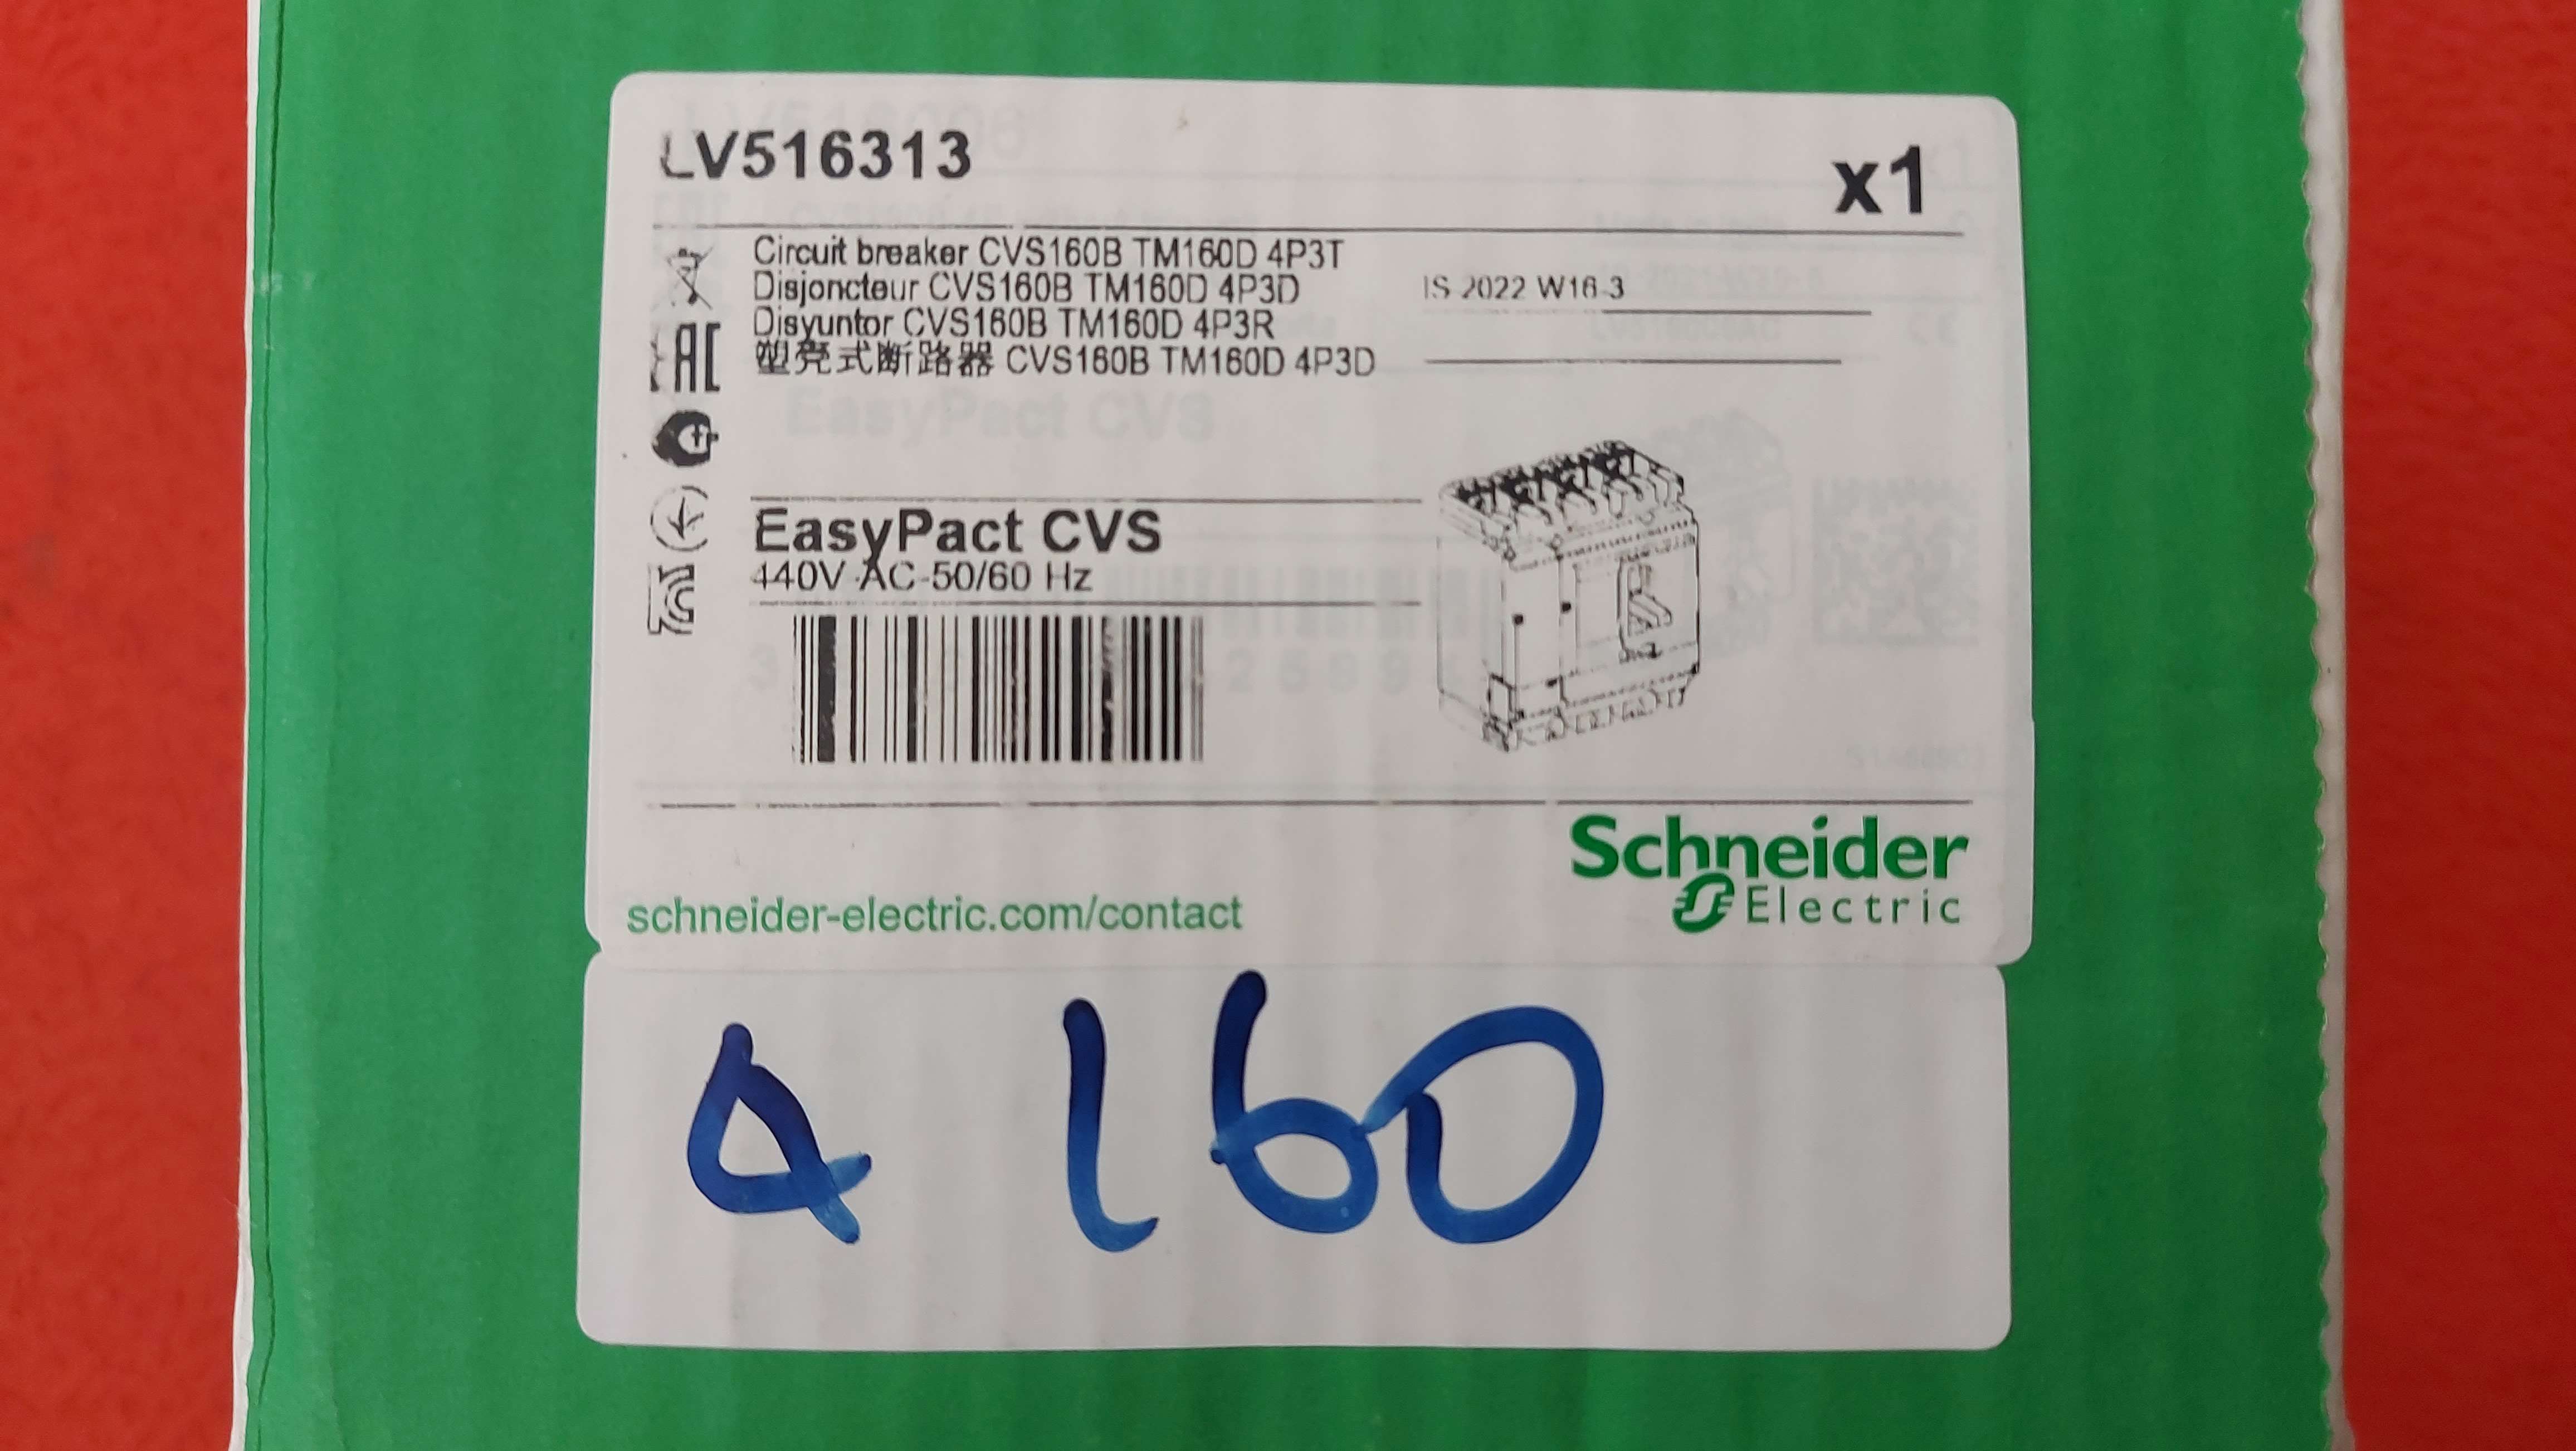 LV516313
x1
Circuit breaker CVS160B TM160D 4P3T
Disjoncteur CVS160B TM160D 4P3D
IS 2022 W16 3
Disyuntor CVS160B TM160D 4P3R
塑壳式断路器 CVS160B TM160D 4P3D
EAC
EasyPact CVS
440V AC-50/60 Hz
Schneider
Electric
schneider-electric.com/contact
4 160